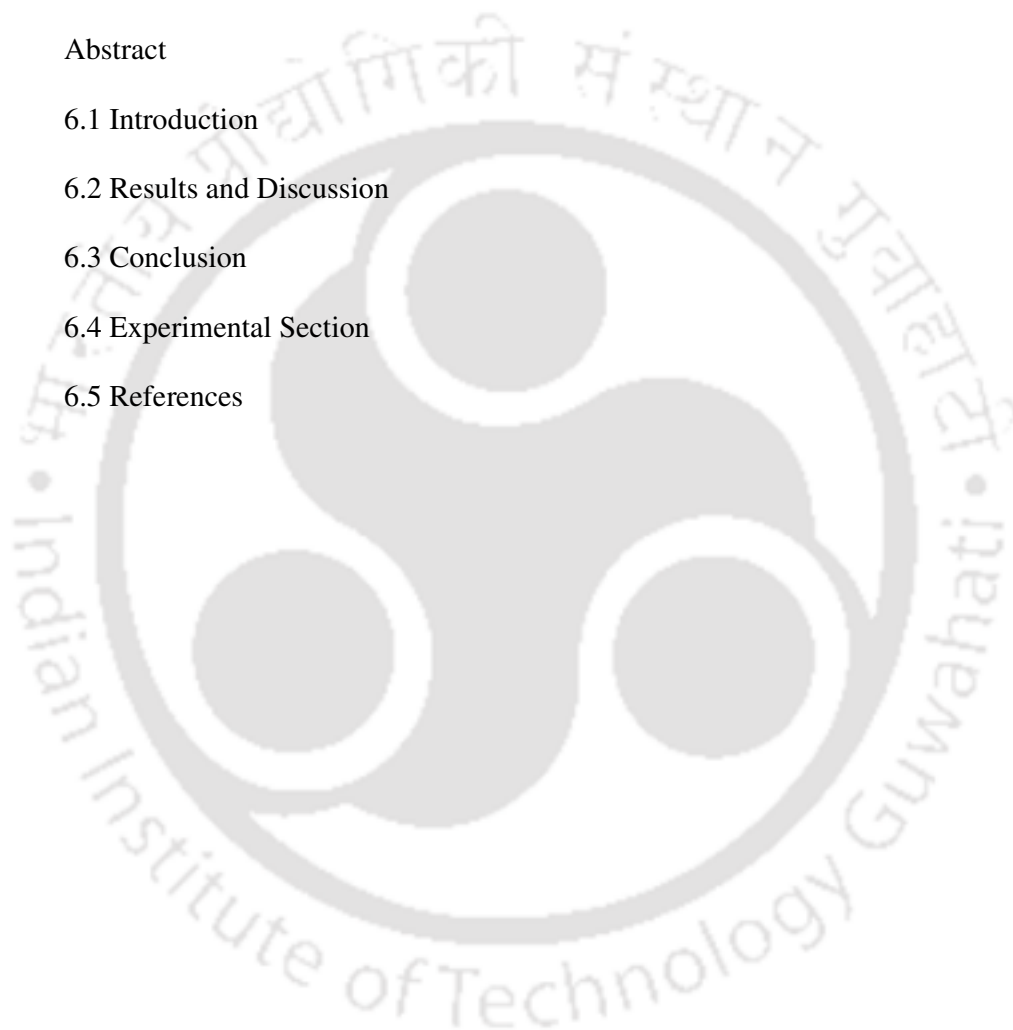 Abstract
6.1 Introduction
6.2 Results and Discussion
6.3 Conclusion
6.4 Experimental Section
6.5 References
भारतीय प्रौद्योगिकी संस्थान गुवाहाटी
Indian Institute of Technology Guwahati